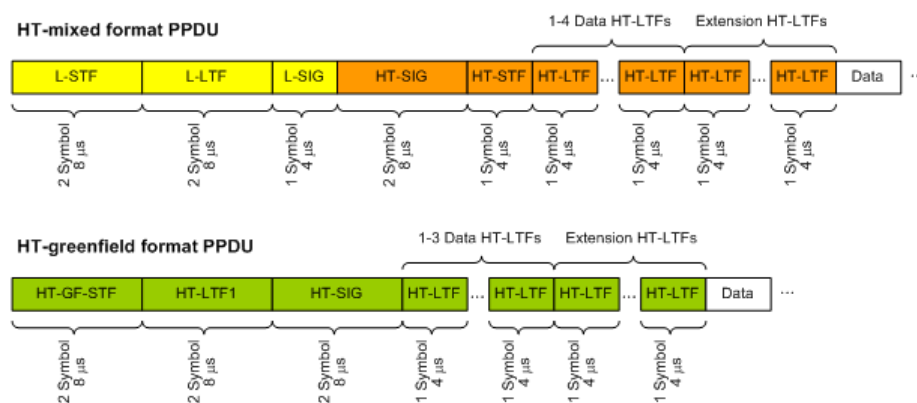 1-4 Data HT-LTFs Extension HT-LTFs
HT-mixed format PPDU
L-STF L-LTF L-SIG HT-SIG HT-STF HT-LTF ... HT-LTF HT-LTF ... HT-LTF Data ...
2 Symbol 2 Symbol 1 Symbol 2 Symbol 1 Symbol 1 Symbol 1 Symbol 1 Symbol 1 Symbol
8 µs 8 µs 4 µs 8 µs 4 µs 4 µs 4 µs 4 µs 4 µs
1-3 Data HT-LTFs Extension HT-LTFs
HT-greenfield format PPDU
HT-GF-STF HT-LTF1 HT-SIG HT-LTF ... HT-LTF HT-LTF ... HT-LTF Data ...
2 Symbol 2 Symbol 2 Symbol 1 Symbol 1 Symbol 1 Symbol 1 Symbol
8 µs 8 µs 8 µs 4 µs 4 µs 4 µs 4 µs